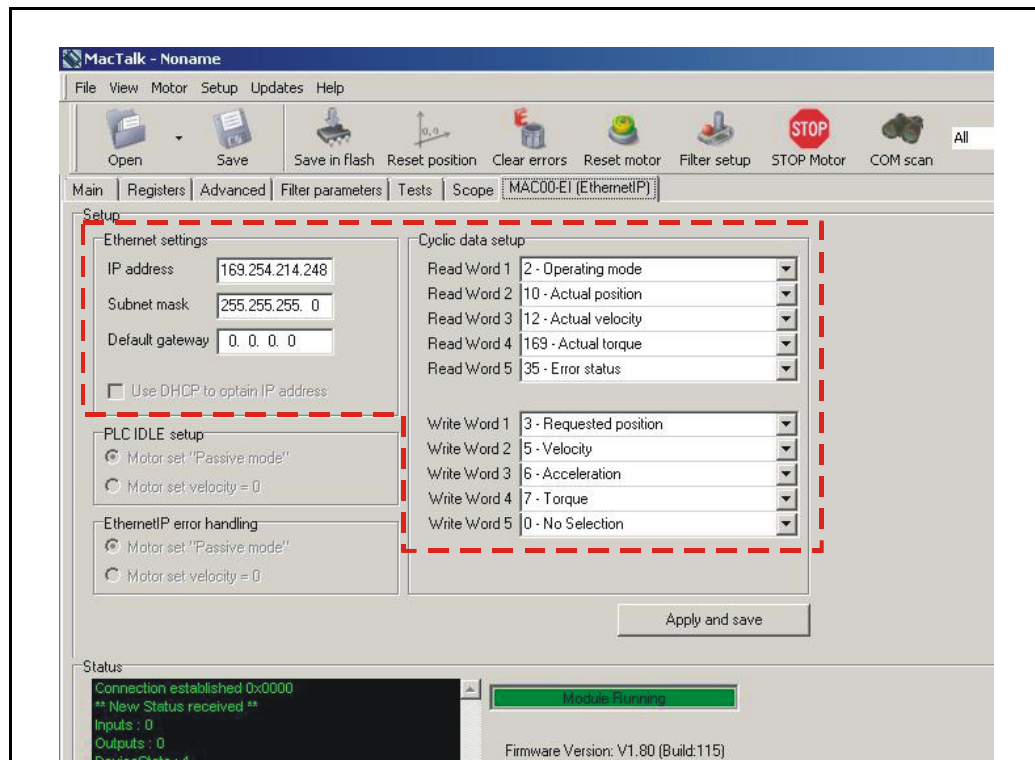 MacTalk - Noname
File View Motor Setup Updates Help
Open Save Save in flash Reset position Clear errors Reset motor Filter setup STOP Motor COM scan All
0,0
E
STOP
Main Registers Advanced Filter parameters Tests Scope MAC00-EI (EthernetIP)
Setup
Ethernet settings
IP address 169.254.214.248
Subnet mask 255.255.255. 0
Default gateway 0. 0. 0. 0
Use DHCP to optain IP address
PLC IDLE setup
Motor set "Passive mode"
Motor set velocity = 0
EthernetIP error handling
Motor set "Passive mode"
Motor set velocity = 0
Cyclic data setup
Read Word 1 2 - Operating mode
Read Word 2 10 - Actual position
Read Word 3 12 - Actual velocity
Read Word 4 169 - Actual torque
Read Word 5 35 - Error status
Write Word 1 3 - Requested position
Write Word 2 5 - Velocity
Write Word 3 6 - Acceleration
Write Word 4 7 - Torque
Write Word 5 0 - No Selection
Apply and save
Status
Connection established 0x0000
** New Status received **
Inputs : 0
Outputs : 0
DeviceState : 4
Module Running
Firmware Version: V1.80 (Build:115)